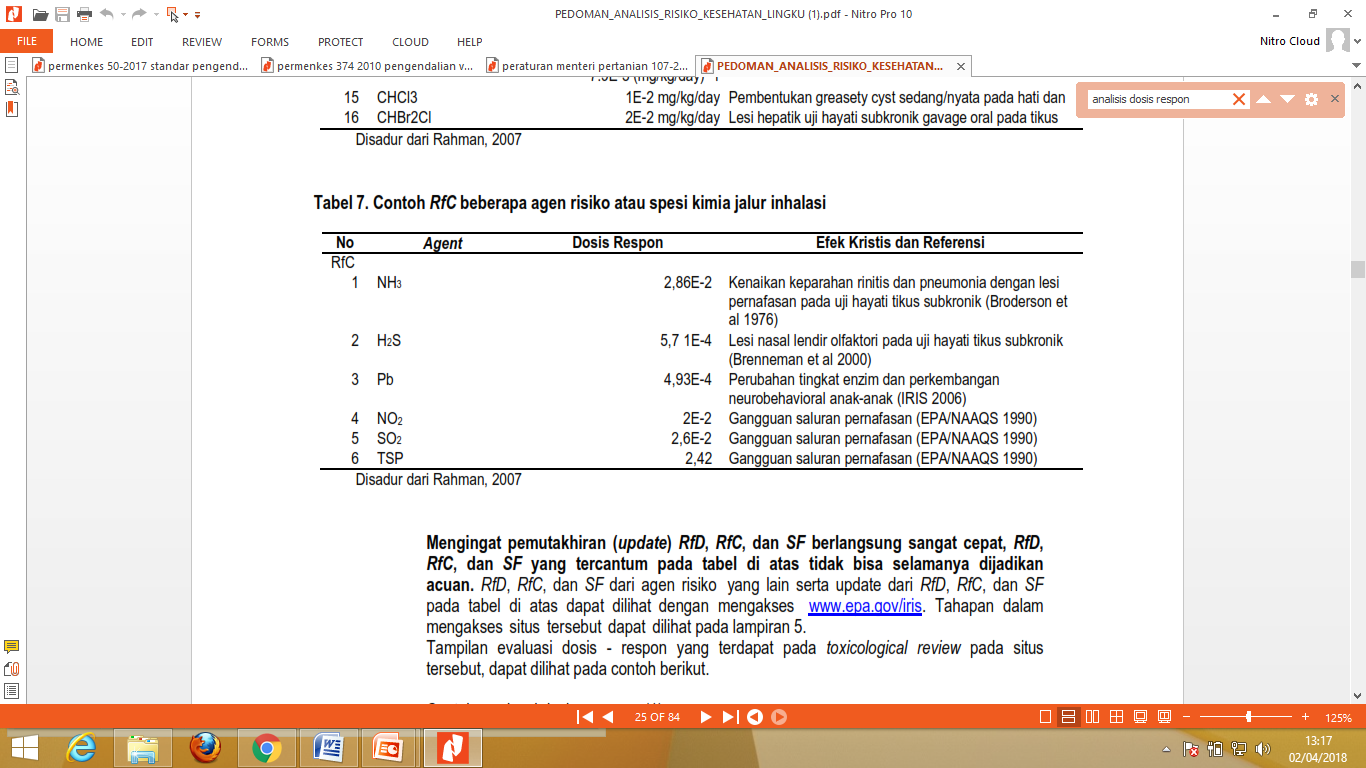 PEDOMAN_ANALISIS_RISIKO_KESEHATAN_LINGKU (1).pdf - Nitro Pro 10
FILE HOME EDIT REVIEW FORMS PROTECT CLOUD HELP Nitro Cloud
permenkes 50-2017 standar pengend... permenkes 374 2010 pengendalian v... peraturan menteri pertanian 107-2... PEDOMAN_ANALISIS_RISIKO_KESEHATAN...
analisis dosis respon
15 CHCl3 1E-2 mg/kg/day Pembentukan greasety cyst sedang/nyata pada hati dan
16 CHBr2Cl 2E-2 mg/kg/day Lesi hepatik uji hayati subkronik gavage oral pada tikus
Disadur dari Rahman, 2007
Tabel 7. Contoh RfC beberapa agen risiko atau spesi kimia jalur inhalasi
No Agent Dosis Respon Efek Kristis dan Referensi
RfC
1 NH3 2,86E-2 Kenaikan keparahan rinitis dan pneumonia dengan lesi
pernafasan pada uji hayati tikus subkronik (Broderson et
al 1976)
2 H2S 5,7 1E-4 Lesi nasal lendir olfaktori pada uji hayati tikus subkronik
(Brenneman et al 2000)
3 Pb 4,93E-4 Perubahan tingkat enzim dan perkembangan
neurobehavioral anak-anak (IRIS 2006)
4 NO2 2E-2 Gangguan saluran pernafasan (EPA/NAAQS 1990)
5 SO2 2,6E-2 Gangguan saluran pernafasan (EPA/NAAQS 1990)
6 TSP 2,42 Gangguan saluran pernafasan (EPA/NAAQS 1990)
Disadur dari Rahman, 2007
Mengingat pemutakhiran (update) RfD, RfC, dan SF berlangsung sangat cepat, RfD,
RfC, dan SF yang tercantum pada tabel di atas tidak bisa selamanya dijadikan
acuan. RfD, RfC, dan SF dari agen risiko yang lain serta update dari RfD, RfC, dan SF
pada tabel di atas dapat dilihat dengan mengakses www.epa.gov/iris. Tahapan dalam
mengakses situs tersebut dapat dilihat pada lampiran 5.
Tampilan evaluasi dosis - respon yang terdapat pada toxicological review pada situs
tersebut, dapat dilihat pada contoh berikut.
25 OF 84
125%
13:17
02/04/2018